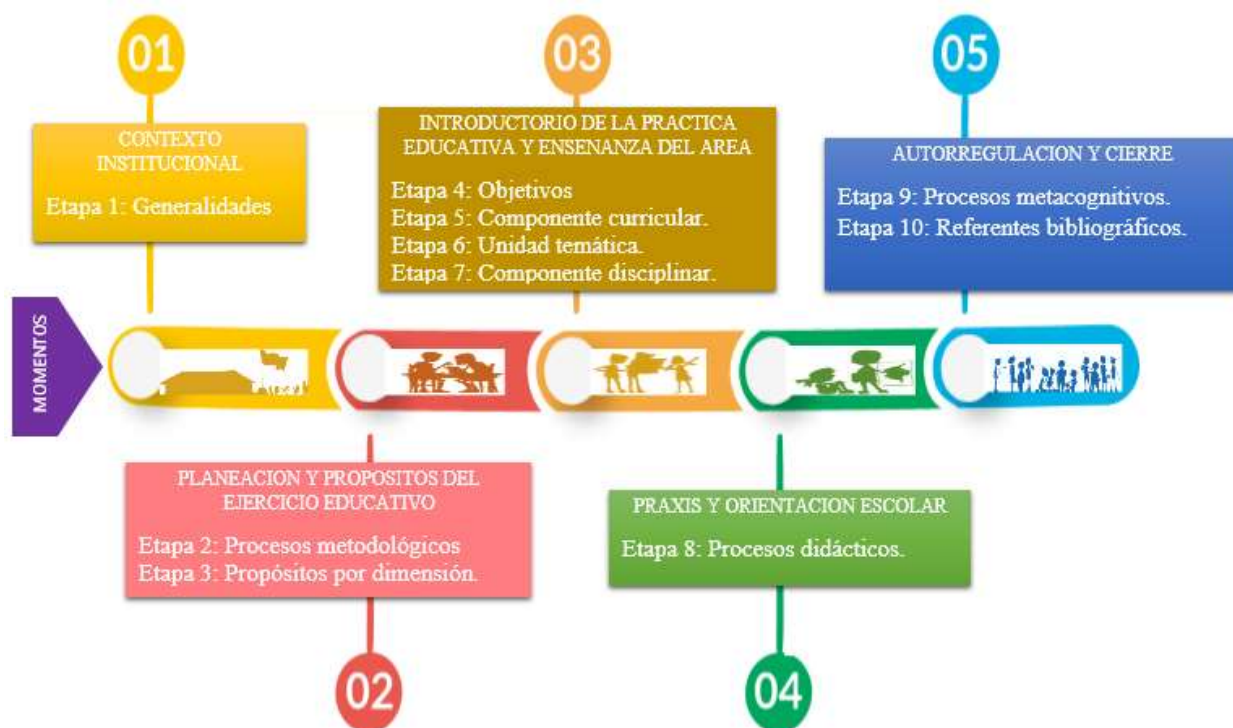 01
CONTEXTO
INSTITUCIONAL
Etapa 1: Generalidades
03
INTRODUCTORIO DE LA PRACTICA
EDUCATIVA Y ENSENANZA DEL AREA
Etapa 4: Objetivos
Etapa 5: Componente curricular.
Etapa 6: Unidad temática.
Etapa 7: Componente disciplinar.
05
AUTORREGULACION Y CIERRE
Etapa 9: Procesos metacognitivos.
Etapa 10: Referentes bibliográficos.
MOMENTOS
PLANEACION Y PROPOSITOS DEL
EJERCICIO EDUCATIVO
Etapa 2: Procesos metodológicos
Etapa 3: Propósitos por dimensión.
02
PRAXIS Y ORIENTACION ESCOLAR
Etapa 8: Procesos didácticos.
04